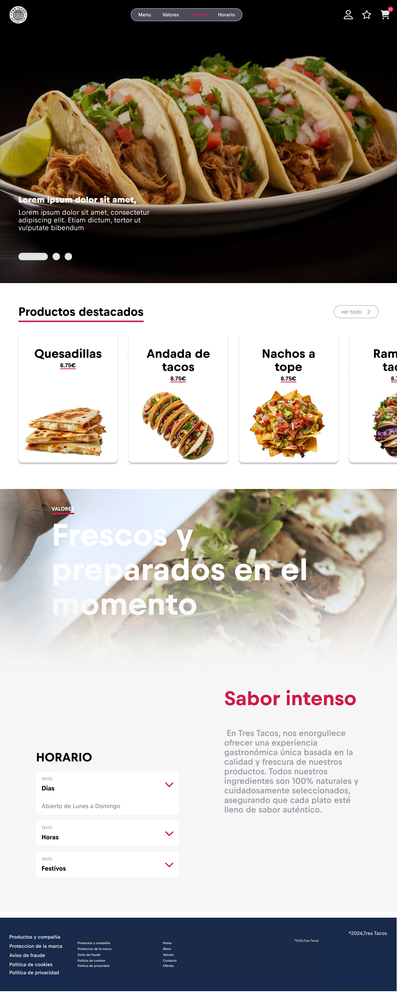 TRES TACOS
Menu Valores Ofertas Horario
10
Lorem ipsum dolor sit amet,
Lorem ipsum dolor sit amet, consectetur
adipiscing elit. Etiam dictum, tortor ut
vulputate bibendum
Productos destacados
ver todo
Quesadillas
8.75€
Andada de
tacos
8.75€
Nachos a
tope
8.75€
VALORES
Frescos y
preparados en el
momento
Sabor intenso
En Tres Tacos, nos enorgullece
ofrecer una experiencia
gastronómica única basada en la
calidad y frescura de nuestros
productos. Todos nuestros
ingredientes son 100% naturales y
cuidadosamente seleccionados,
asegurando que cada plato esté
lleno de sabor auténtico.
HORARIO
TEXTO
Dias
Abierto de Lunes a Domingo
TEXTO
Horas
TEXTO
Festivos
Productos y compañia
Proteccion de la marca
Aviso de fraude
Politica de cookies
Politica de privacidad
Productos y compañia
Proteccion de la marca
Aviso de fraude
Politica de cookies
Politica de privacidad
Home
Menu
Valores
Contacto
Ofertas
®2024,Tres Tacos
®2024,Tres Tacos